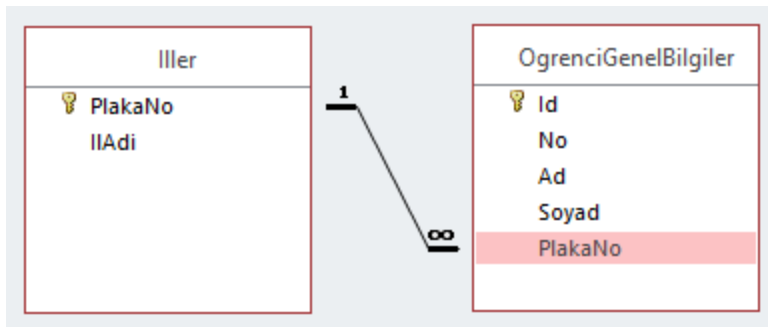 Iller
PlakaNo
IlAdi
1
∞
OgrenciGenelBilgiler
Id
No
Ad
Soyad
PlakaNo